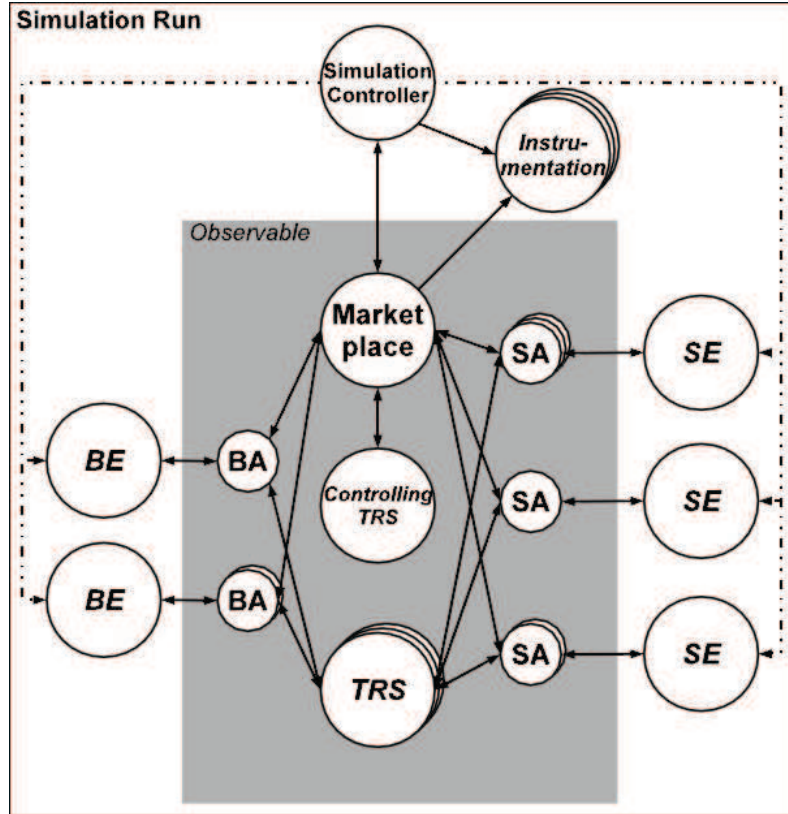 Simulation Run
Simulation
Controller
Instru-
mentation
Observable
Market
place
SA
SE
BE
BA
Controlling
TRS
SA
SE
BE
BA
TRS
SA
SE